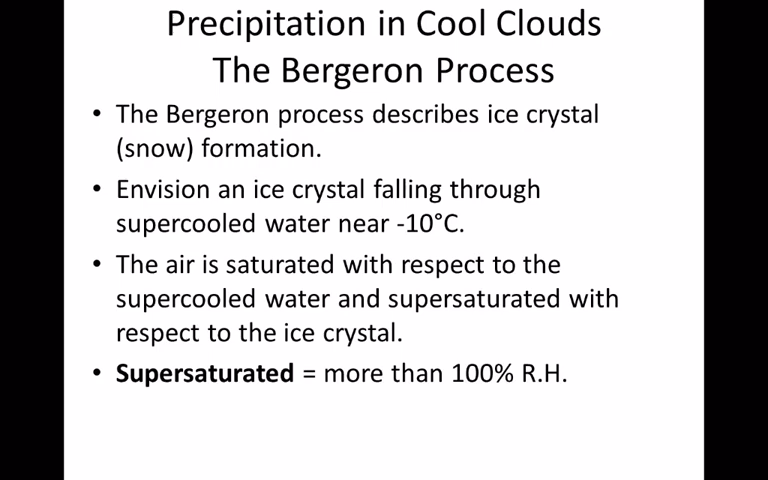 Precipitation in Cool Clouds
The Bergeron Process
• The Bergeron process describes ice crystal
(snow) formation.
• Envision an ice crystal falling through
supercooled water near -10°C.
• The air is saturated with respect to the
supercooled water and supersaturated with
respect to the ice crystal.
• Supersaturated = more than 100% R.H.